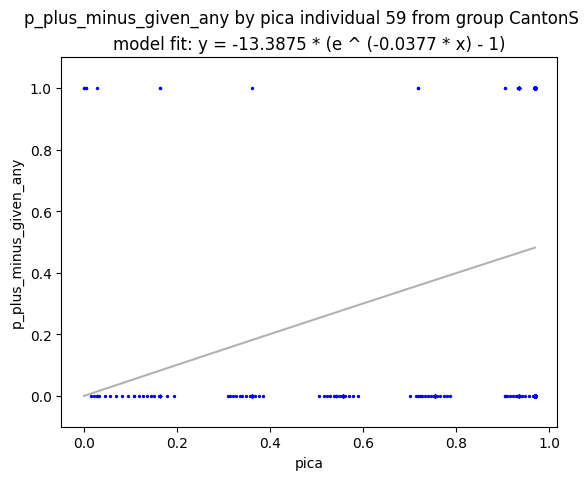 p_plus_minus_given_any by pica individual 59 from group CantonS
model fit: y = -13.3875 * (e ^ (-0.0377 * x) - 1)
p_plus_minus_given_any
1.0
0.8
0.6
0.4
0.2
0.0
0.0 0.2 0.4 0.6 0.8 1.0
pica